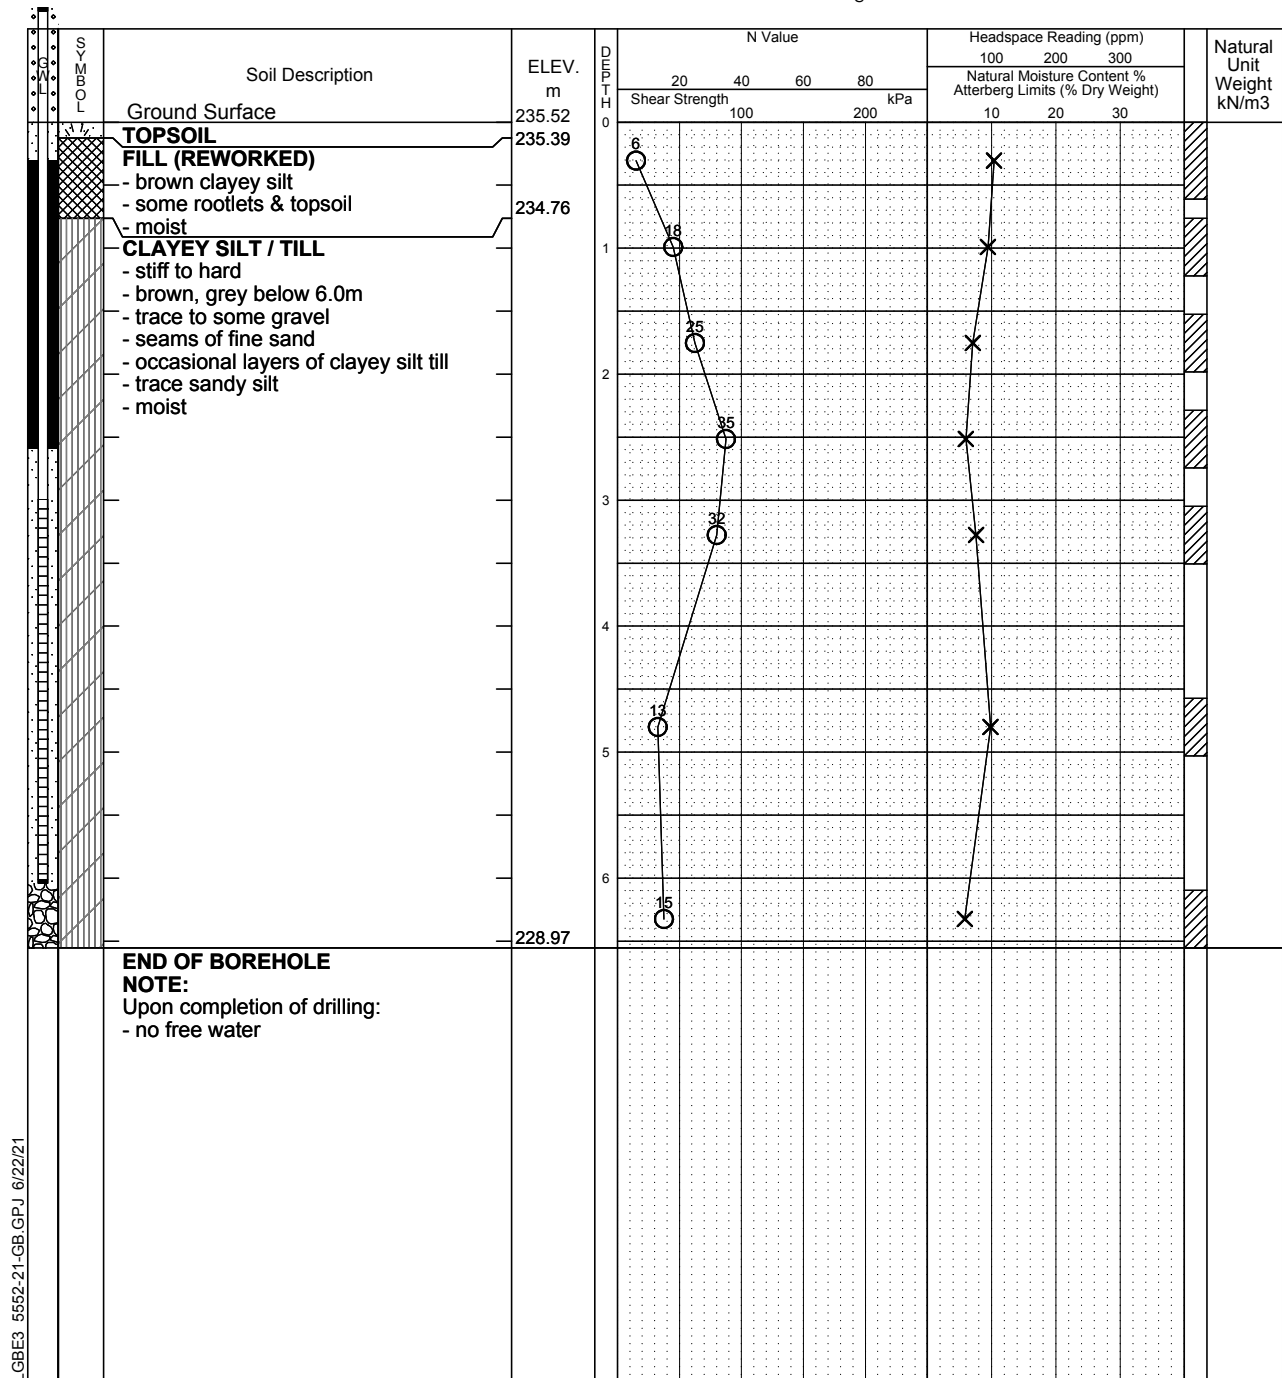 GWL
SYMBOL
Soil Description
ELEV.
m
DEPTH
N Value
20 40 60 80
Shear Strength kPa
100 200
Headspace Reading (ppm)
100 200 300
Natural Moisture Content %
Atterberg Limits (% Dry Weight)
10 20 30
Natural
Unit
Weight
kN/m3
Ground Surface
235.52
0
TOPSOIL
235.39
FILL (REWORKED)
- brown clayey silt
- some rootlets & topsoil
- moist
234.76
CLAYEY SILT / TILL
- stiff to hard
- brown, grey below 6.0m
- trace to some gravel
- seams of fine sand
- occasional layers of clayey silt till
- trace sandy silt
- moist
6
18
1
25
2
35
3
32
4
13
5
6
15
228.97
END OF BOREHOLE
NOTE:
Upon completion of drilling:
- no free water
GBE3 5552-21-GB.GPJ 6/22/21